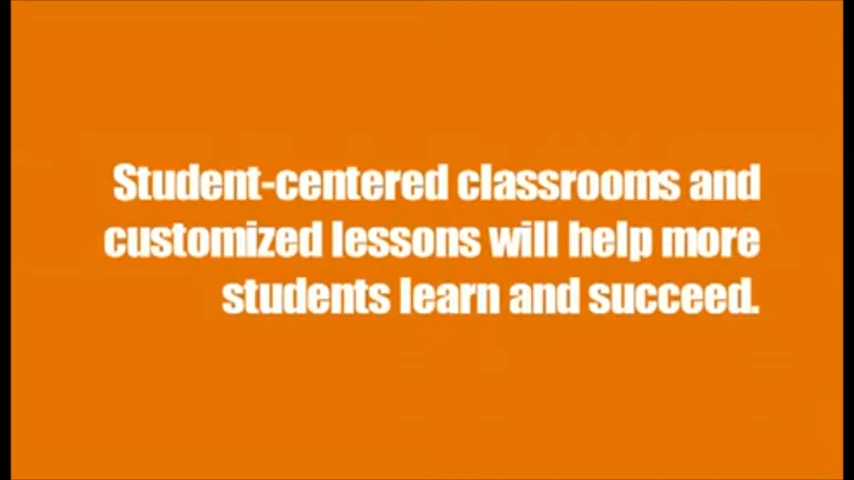 Student-centered classrooms and
customized lessons will help more
students learn and succeed.